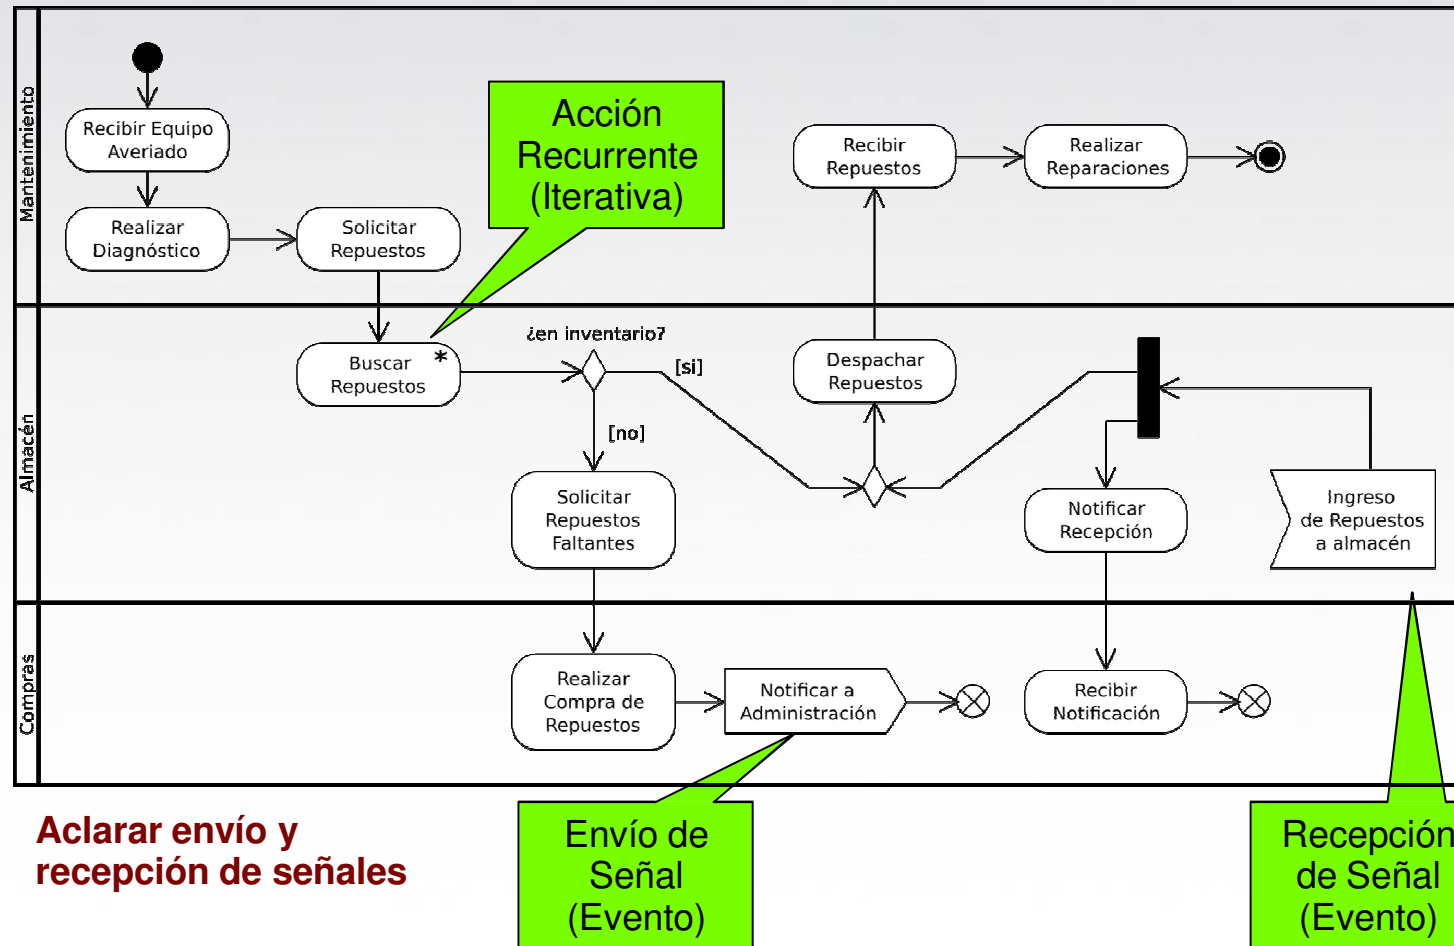 Mantenimiento
Recibir Equipo
Averiado
Realizar
Diagnóstico
Solicitar
Repuestos
Acción
Recurrente
(Iterativa)
Recibir
Repuestos
Realizar
Reparaciones
Almacén
Buscar
Repuestos
*
¿en inventario?
[si]
[no]
Solicitar
Repuestos
Faltantes
Despachar
Repuestos
Notificar
Recepción
Ingreso
de Repuestos
a almacén
Compras
Realizar
Compra de
Repuestos
Notificar a
Administración
Recibir
Notificación
Aclarar envío y
recepción de señales
Envío de
Señal
(Evento)
Recepción
de Señal
(Evento)